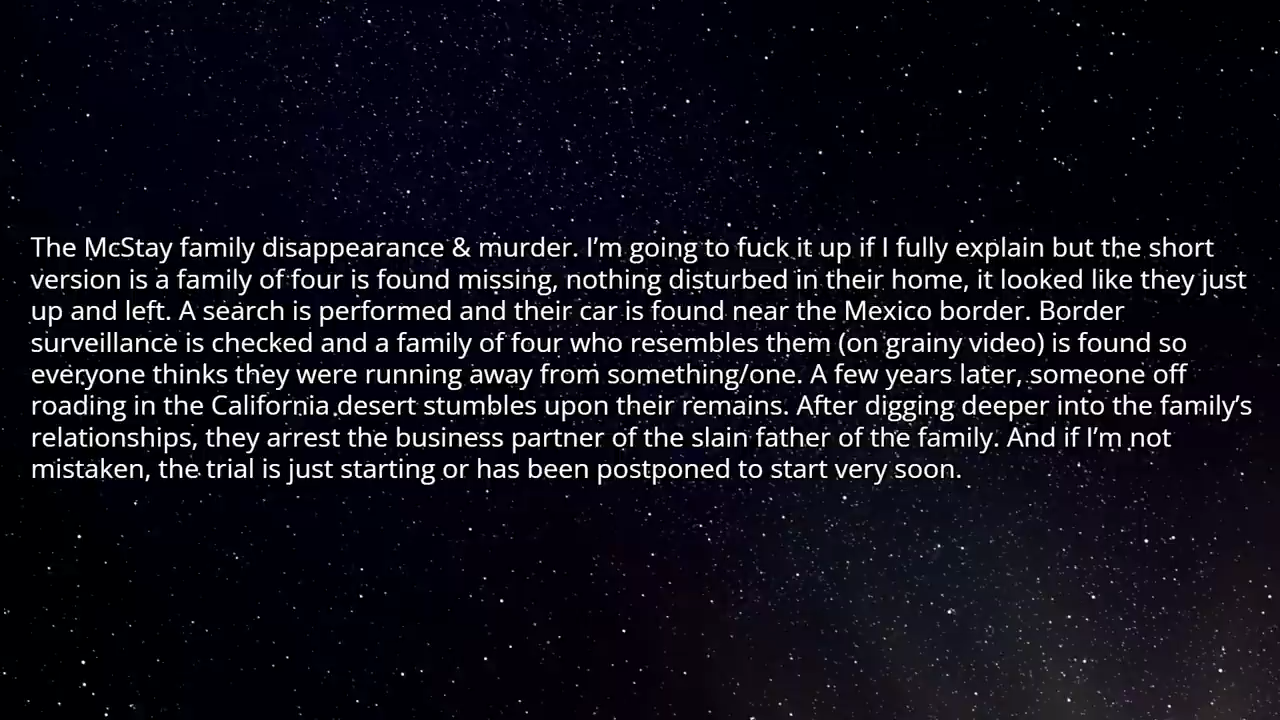 The McStay family disappearance & murder. I’m going to fuck it up if I fully explain but the short
version is a family of four is found missing, nothing disturbed in their home, it looked like they just
up and left. A search is performed and their car is found near the Mexico border. Border
surveillance is checked and a family of four who resembles them (on grainy video) is found so
everyone thinks they were running away from something/one. A few years later, someone off
roading in the California desert stumbles upon their remains. After digging deeper into the family’s
relationships, they arrest the business partner of the slain father of the family. And if I’m not
mistaken, the trial is just starting or has been postponed to start very soon.